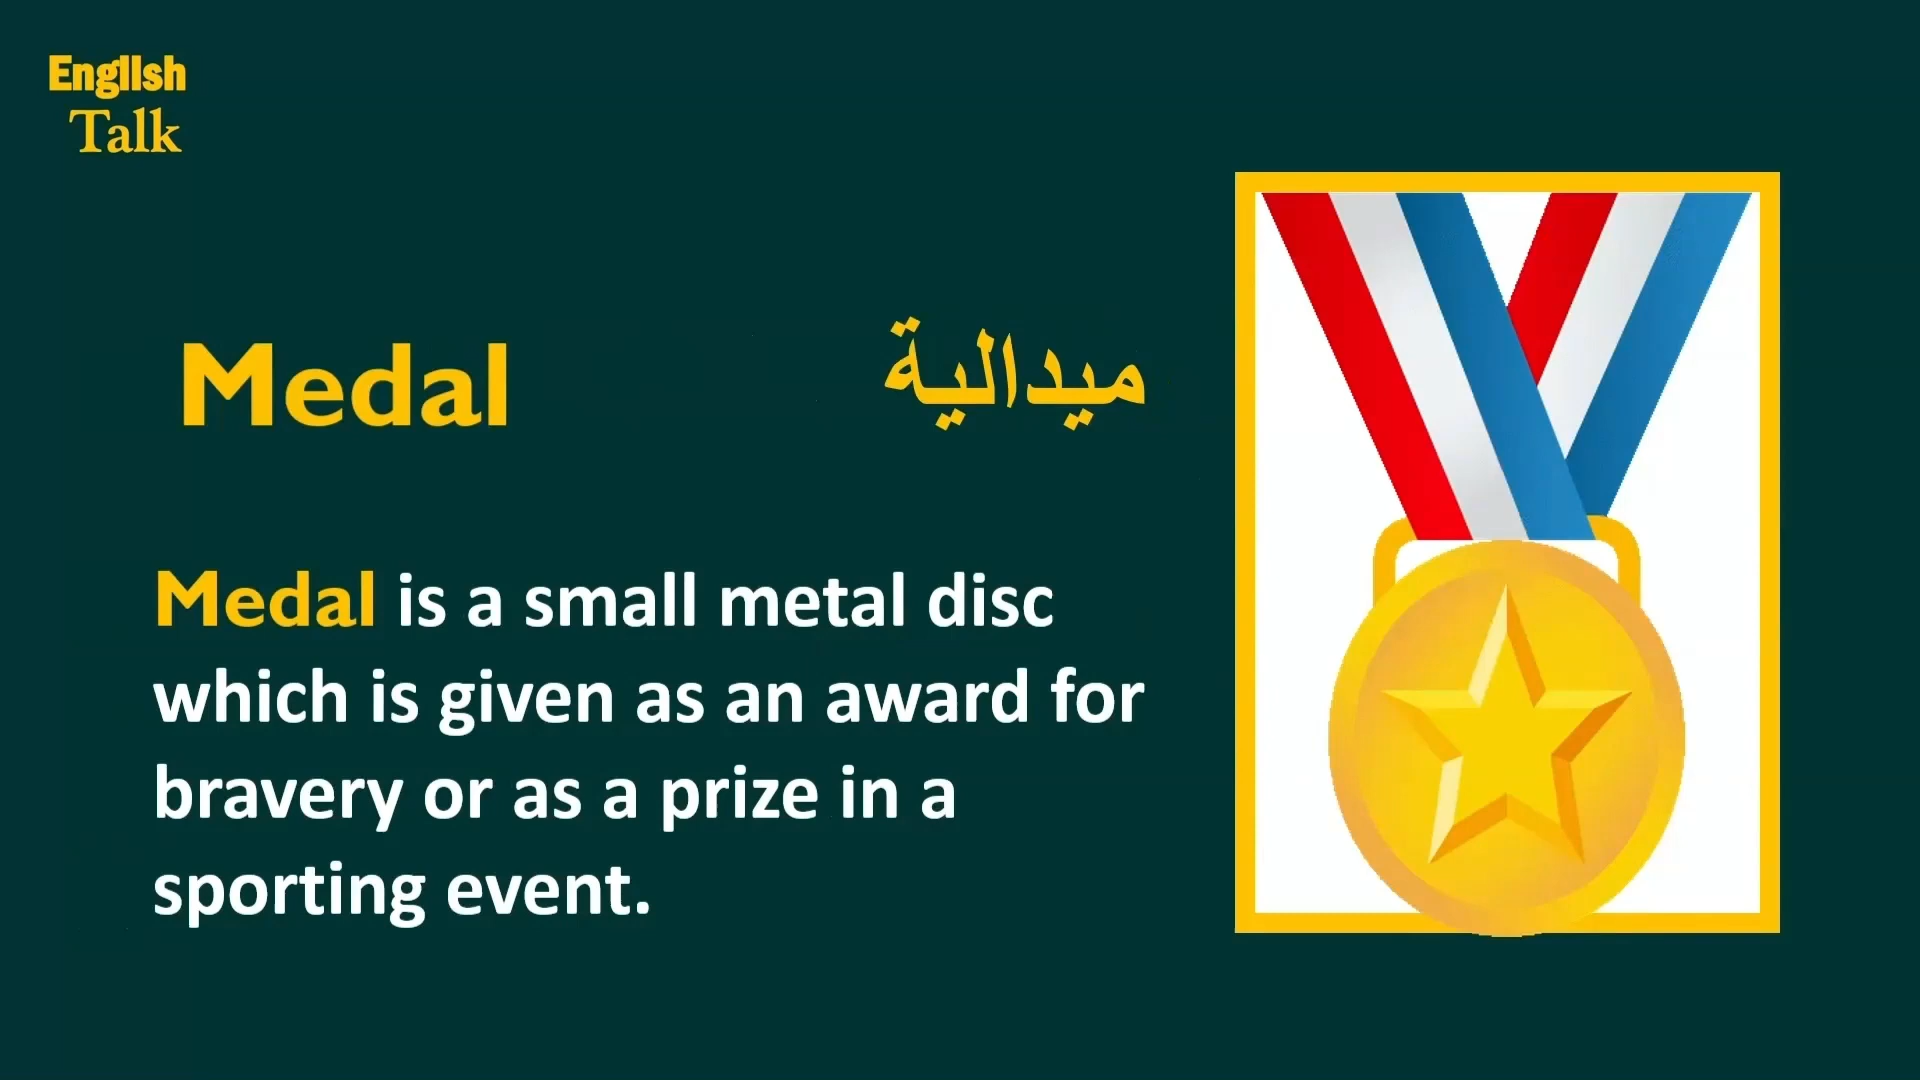 English
Talk
Medal
ميدالية
Medal is a small metal disc
which is given as an award for
bravery or as a prize in a
sporting event.